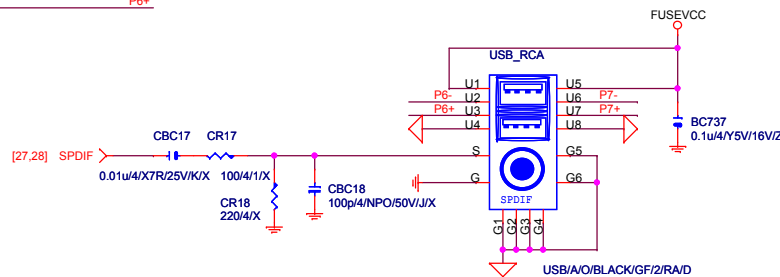 P6+
FUSEVCC
USB_RCA
U1 U5
P6- U2 U6 P7-
P6+ U3 U7 P7+
U4 U8
BC737
0.1u/4/Y5V/16V/Z
CBC17 CR17
[27,28] SPDIF
S G5
0.01u/4/X7R/25V/K/X 100/4/1/X
G G6
CR18
220/4/X
CBC18
100p/4/NPO/50V/J/X
SPDIF
G1 G2 G3 G4
USB/A/O/BLACK/GF/2/RA/D